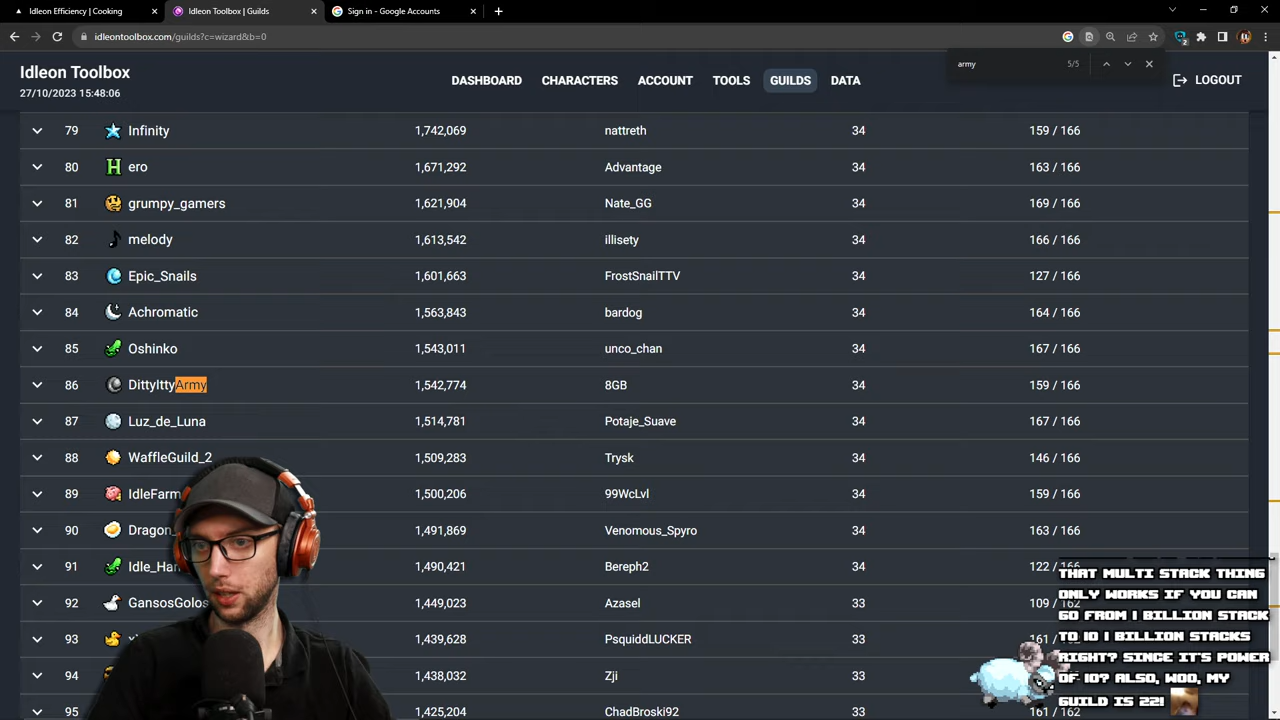 Idleon Efficiency | Cooking
Idleon Toolbox | Guilds
Sign in - Google Accounts
idleontoolbox.com/guilds?c=wizard&b=0
2
army 5/5
Idleon Toolbox
27/10/2023 15:48:06
DASHBOARD CHARACTERS ACCOUNT TOOLS GUILDS DATA
LOGOUT
79 Infinity 1,742,069 nattreth 34 159 / 166
80 ero 1,671,292 Advantage 34 163 / 166
81 grumpy_gamers 1,621,904 Nate_GG 34 169 / 166
82 melody 1,613,542 illisety 34 166 / 166
83 Epic_Snails 1,601,663 FrostSnailTTV 34 127 / 166
84 Achromatic 1,563,843 bardog 34 164 / 166
85 Oshinko 1,543,011 unco_chan 34 167 / 166
86 DittyIttyArmy 1,542,774 8GB 34 159 / 166
87 Luz_de_Luna 1,514,781 Potaje_Suave 34 167 / 166
88 WaffleGuild_2 1,509,283 Trysk 34 146 / 166
89 IdleFarm 1,500,206 99WcLvl 34 159 / 166
90 Dragon_ 1,491,869 Venomous_Spyro 34 163 / 166
91 Idle_Han 1,490,421 Bereph2 34 122 / 166
92 GansosGolos 1,449,023 Azasel 33 109 / 162
93 1,439,628 PsquiddLUCKER 33 161 /
94 1,438,032 Zji 33
95 1,425,204 ChadBroski92 33 161 / 162
THAT MULTI STACK THING
ONLY WORKS IF YOU CAN
GO FROM 1 BILLION STACK
TO 10 1 BILLION STACKS
RIGHT? SINCE IT'S POWER
OF 10? ALSO, WOO, MY
GUILD IS 22!